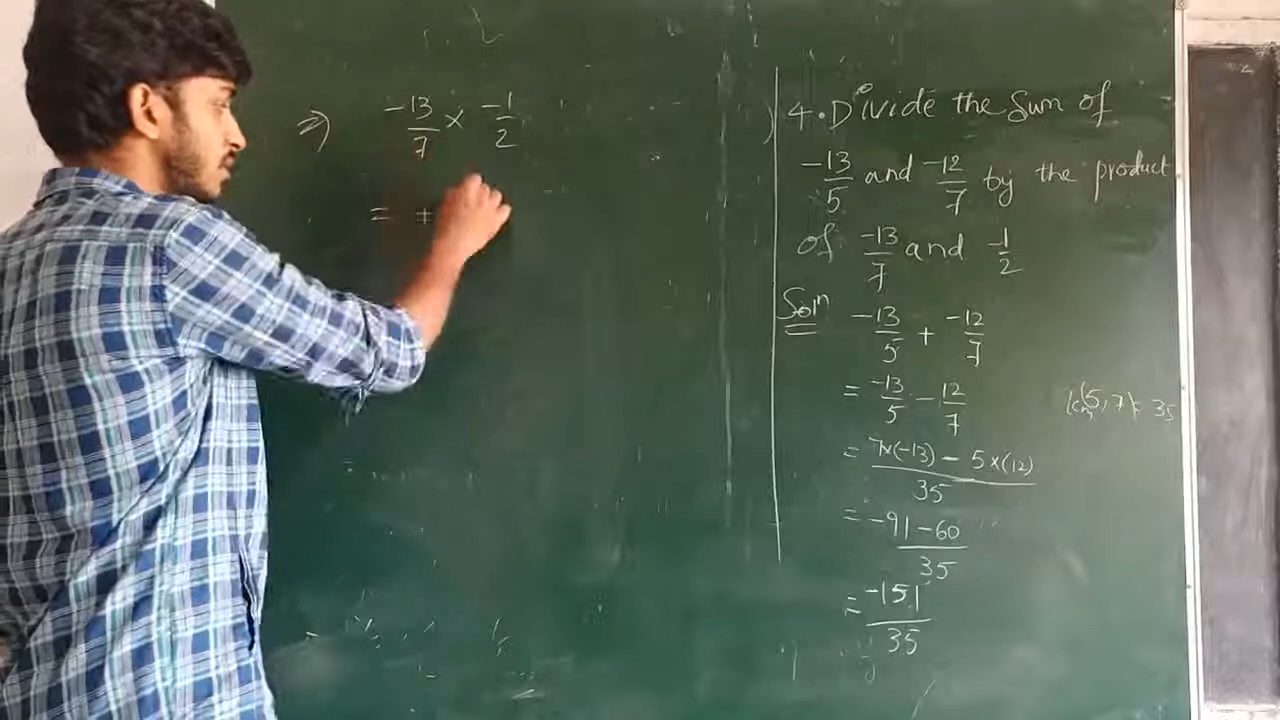 4. Divide the Sum of
-13/5 and -12/7 by the product
of -13/7 and -1/2
Soln -13/5 + -12/7
= -13/5 - 12/7 lcm(5,7) = 35
= 7×(-13) - 5×(12)/35
= -91-60/35
= -151/35
⇒ -13/7 × -1/2
= +